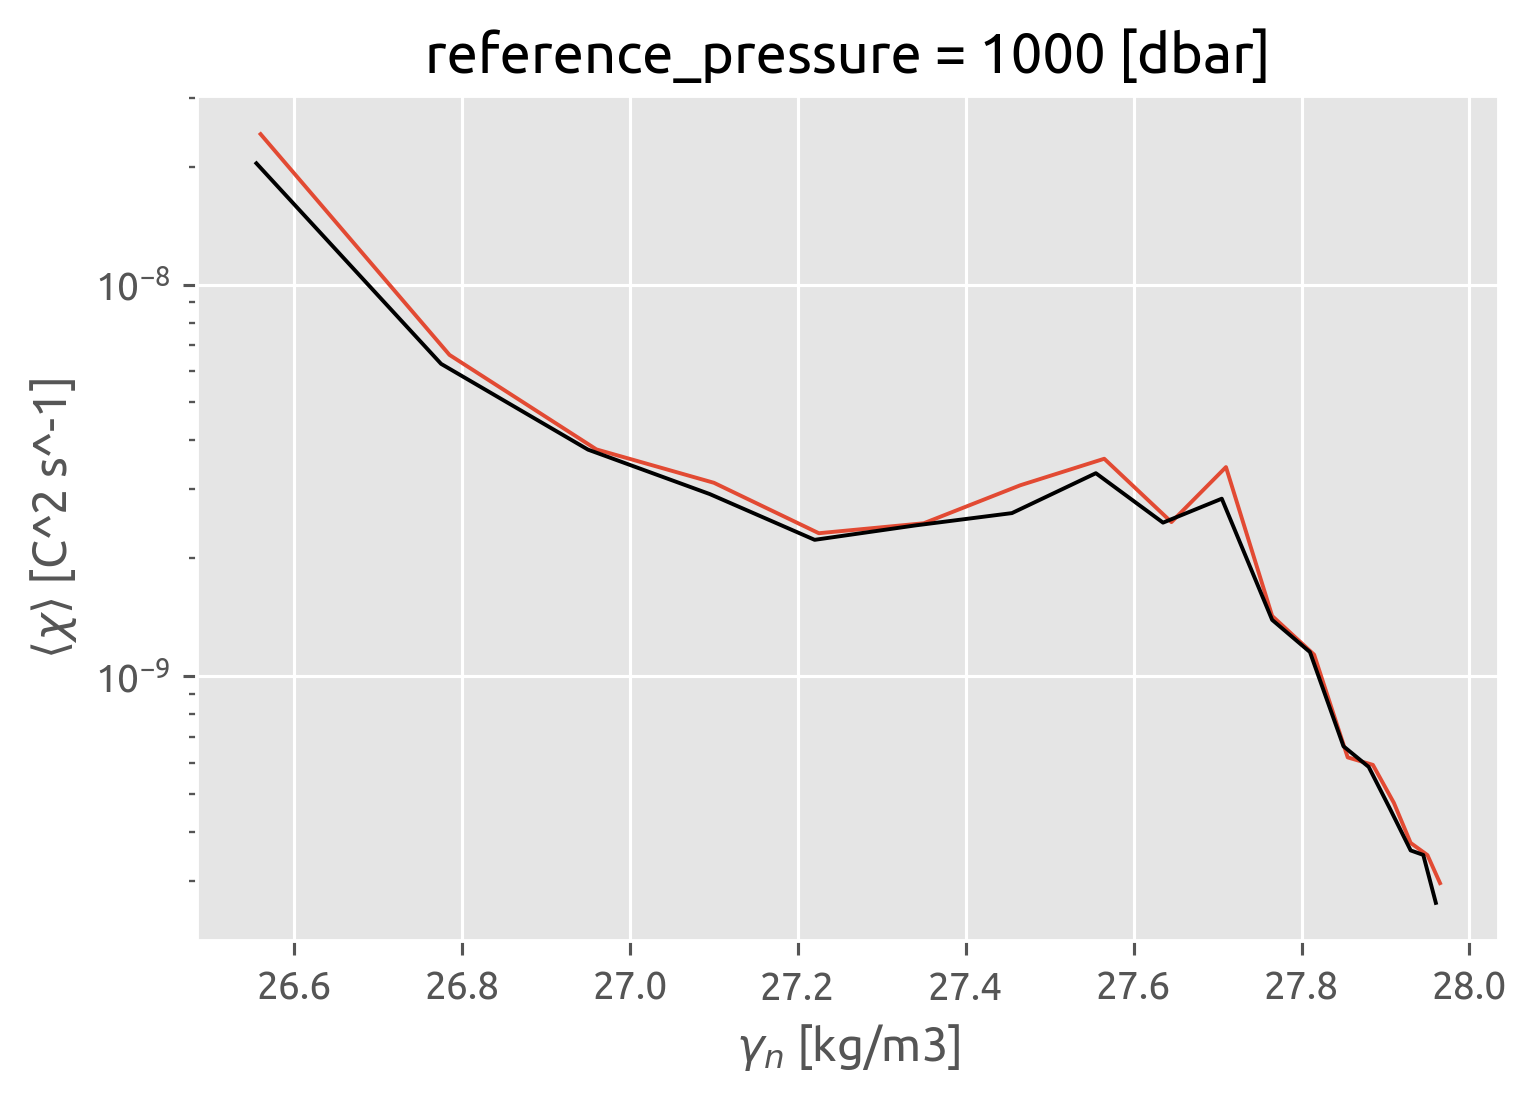 reference_pressure = 1000 [dbar]
⟨χ⟩ [C^2 s^-1]
10⁻⁸
10⁻⁹
26.6 26.8 27.0 27.2 27.4 27.6 27.8 28.0
γₙ [kg/m3]